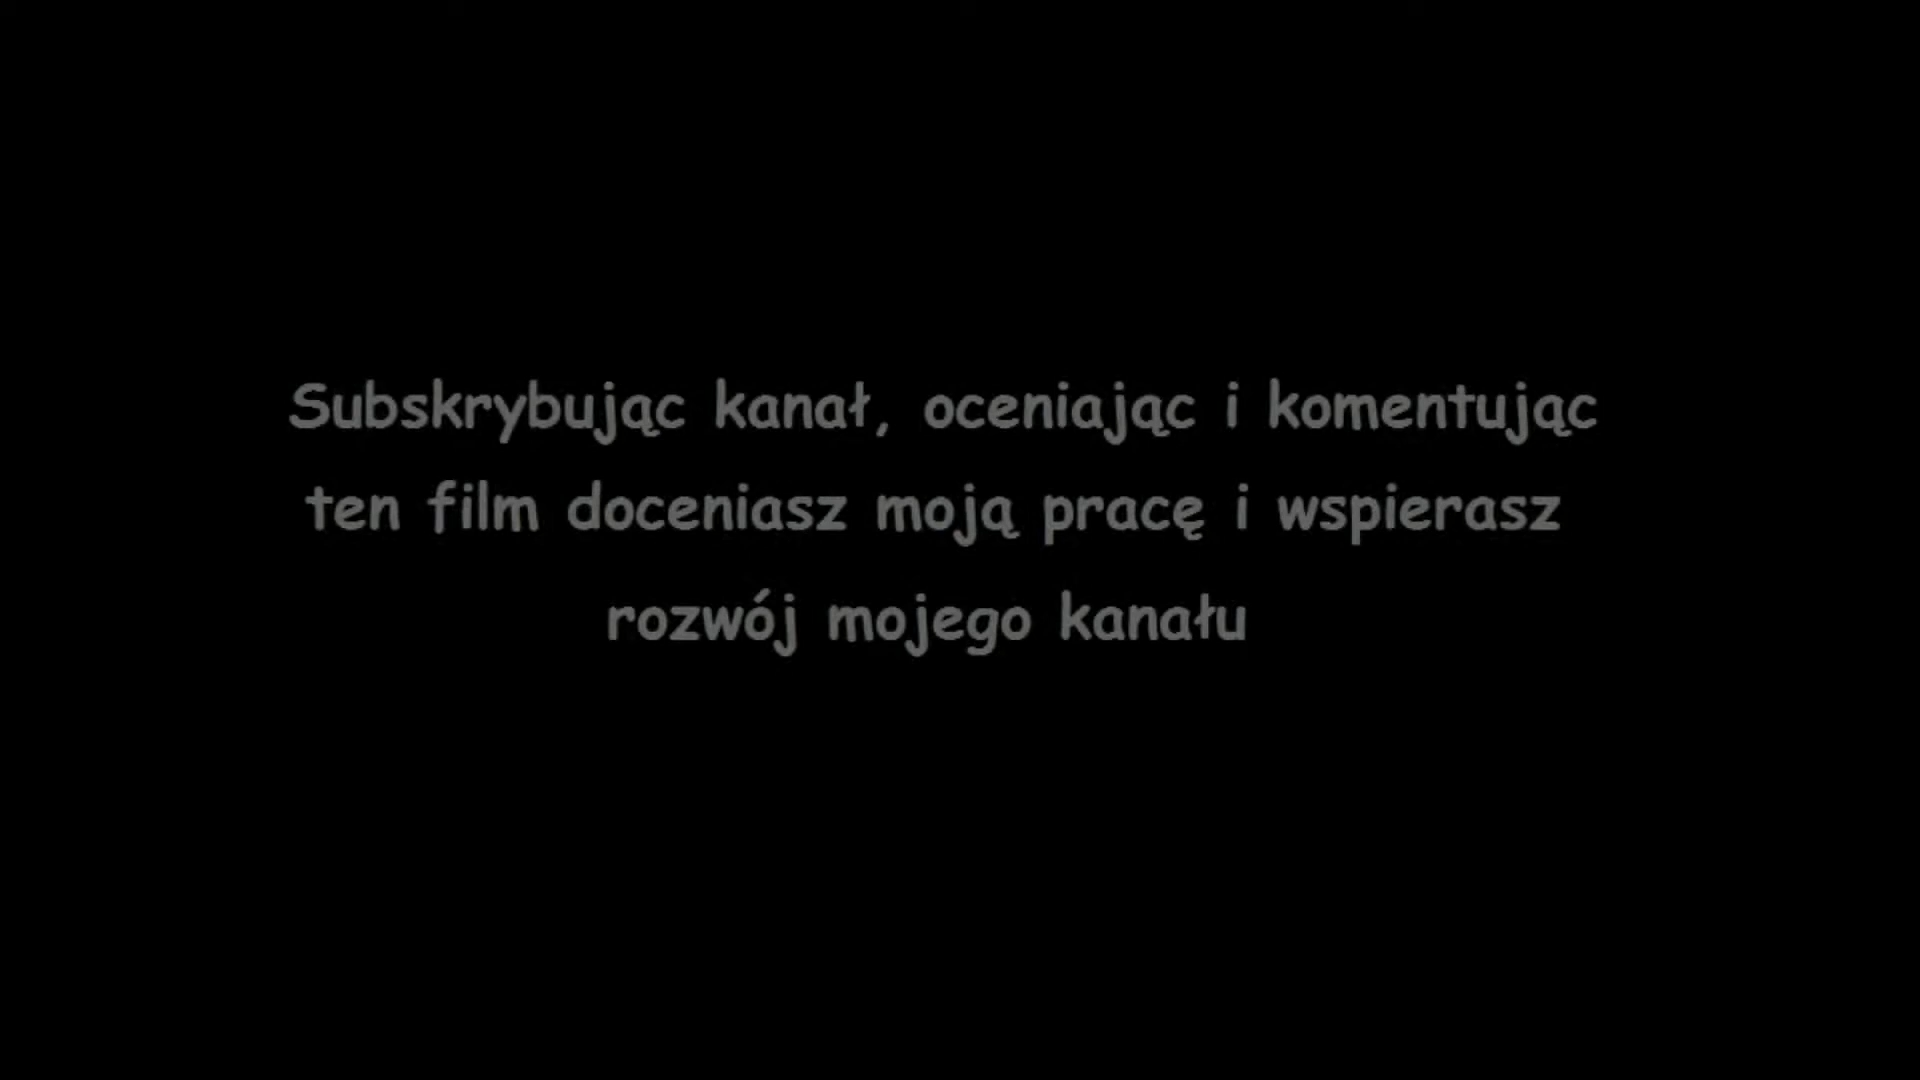 Subskrybując kanał, oceniając i komentując
ten film doceniasz moją pracę i wspierasz
rozwój mojego kanału